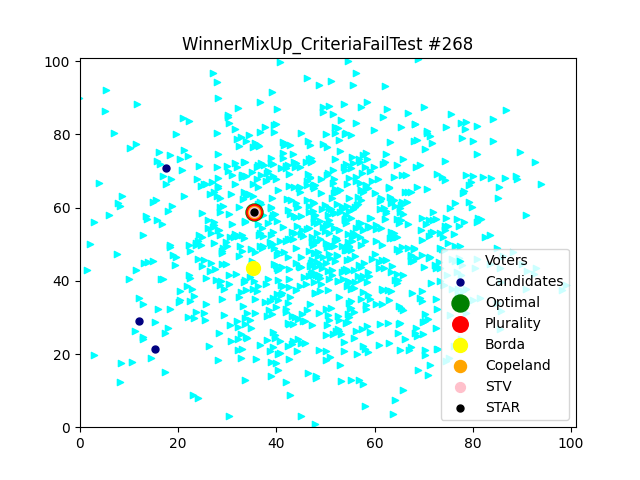 WinnerMixUp_CriteriaFailTest #268
100
80
60
40
20
0
0
20
40
60
80
100
Voters
Candidates
Optimal
Plurality
Borda
Copeland
STV
STAR